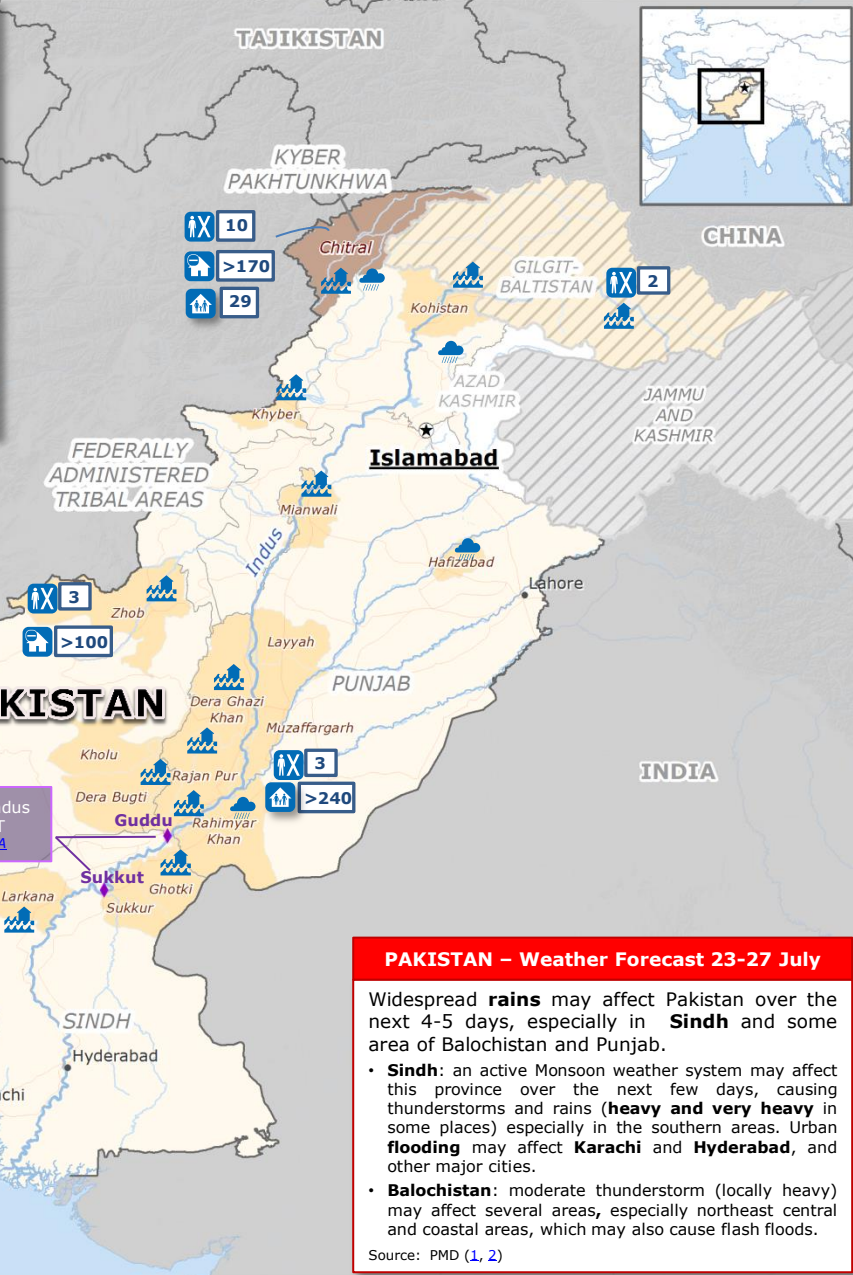 TAJIKISTAN
KYBER
PAKHTUNKHWA
10
CHINA
Chitral
>170
GILGIT-
BALTISTAN
2
29
Kohistan
AZAD
KASHMIR
JAMMU
AND
KASHMIR
Khyber
FEDERALLY
ADMINISTERED
TRIBAL AREAS
Islamabad
Mianwali
Indus
Hafizabad
Lahore
3
Zhob
>100
Layyah
PUNJAB
KISTAN
Dera Ghazi
Khan
Muzaffargarh
Kholu
3
INDIA
Rajan Pur
Dera Bugti
>240
dus
T
A
Guddu
Rahimyar
Khan
Sukkut
Ghotki
Larkana
Sukkur
SINDH
Hyderabad
chi
PAKISTAN – Weather Forecast 23-27 July
Widespread rains may affect Pakistan over the
next 4-5 days, especially in Sindh and some
area of Balochistan and Punjab.
• Sindh: an active Monsoon weather system may affect
this province over the next few days, causing
thunderstorms and rains (heavy and very heavy in
some places) especially in the southern areas. Urban
flooding may affect Karachi and Hyderabad, and
other major cities.
• Balochistan: moderate thunderstorm (locally heavy)
may affect several areas, especially northeast central
and coastal areas, which may also cause flash floods.
Source: PMD (1, 2)